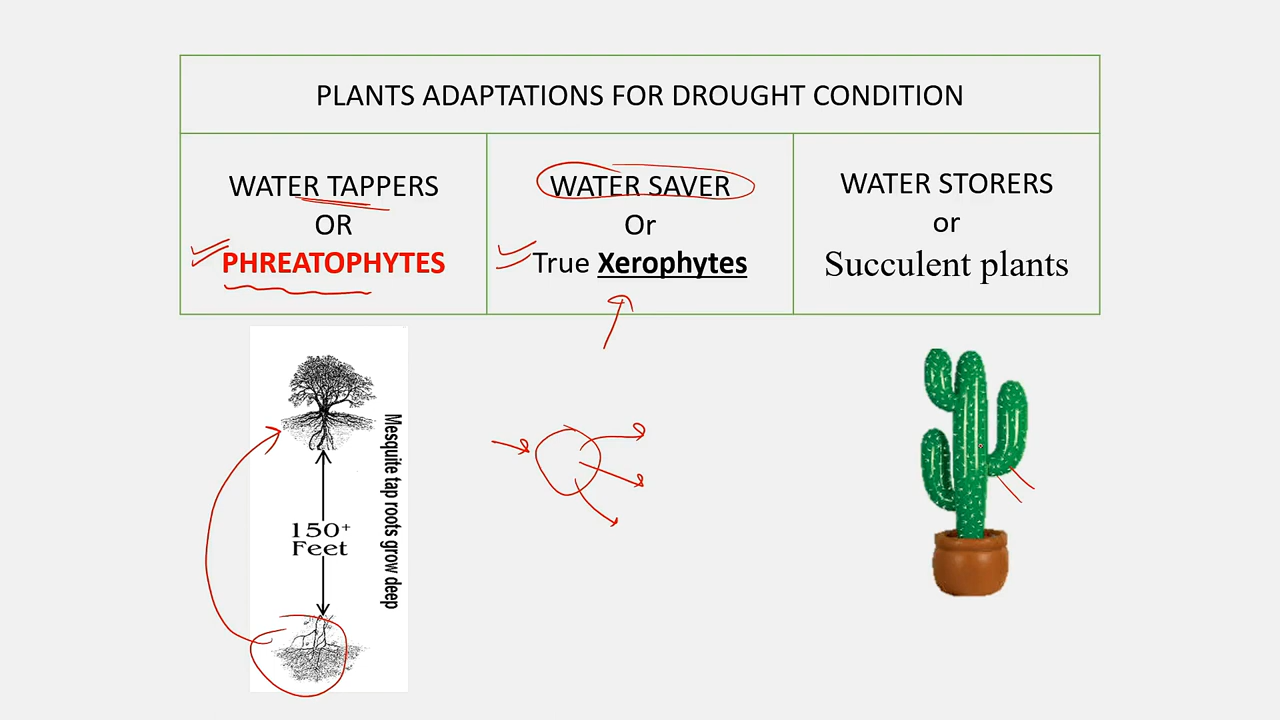 PLANTS ADAPTATIONS FOR DROUGHT CONDITION
WATER TAPPERS
OR
PHREATOPHYTES
WATER SAVER
Or
True Xerophytes
WATER STORERS
or
Succulent plants
150+
Feet
Mesquite tap roots grow deep